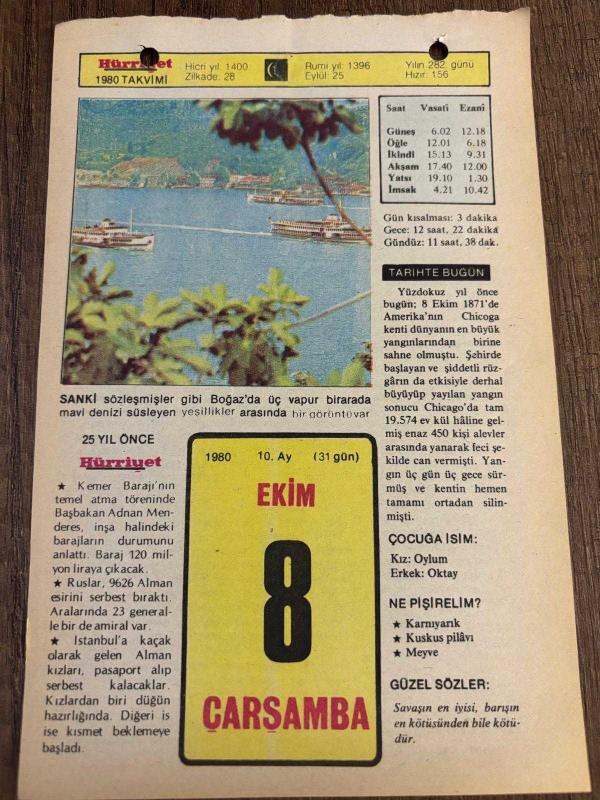 Hürriyet
1980 TAKVİMİ
Hicri yıl: 1400
Zilkade: 28
Rumi yıl: 1396
Eylül: 25
Yılın 282. günü
Hızır: 156
Saat Vasati Ezani
Güneş 6.02 12.18
Öğle 12.01 6.18
İkindi 15.13 9.31
Akşam 17.40 12.00
Yatsı 19.10 1.30
İmsak 4.21 10.42
Gün kısalması: 3 dakika
Gece: 12 saat, 22 dakika
Gündüz: 11 saat, 38 dak.
TARİHTE BUGÜN
Yüzdokuz yıl önce
bugün; 8 Ekim 1871'de
Amerika'nın Chicoga
kenti dünyanın en büyük
yangınlarından birine
sahne olmuştu. Şehirde
başlayan ve şiddetli rüz-
gârın da etkisiyle derhal
büyüyüp yayılan yangın
sonucu Chicago'da tam
19.574 ev kül hâline gel-
miş enaz 450 kişi alevler
arasında yanarak feci şe-
kilde can vermişti. Yan-
gın üç gün üç gece sür-
müş ve kentin hemen
tamamı ortadan silin-
mişti.
SANKİ sözleşmişler gibi Boğaz'da üç vapur birarada
mavi denizi süsleyen yeşillikler arasında bir görüntü var
25 YIL ÖNCE
Hürriyet
★ Kemer Barajı'nın
temel atma töreninde
Başbakan Adnan Men-
deres, inşa halindeki
barajların durumunu
anlattı. Baraj 120 mil-
yon liraya çıkacak.
★ Ruslar, 9626 Alman
esirini serbest bıraktı.
Aralarında 23 general-
le bir de amiral var.
★ Istanbul'a kaçak
olarak gelen Alman
kızları, pasaport alıp
serbest kalacaklar.
Kızlardan biri düğün
hazırlığında. Diğeri is
ise kısmet beklemeye
başladı.
1980 10. Ay (31 gün)
EKİM
8
ÇARŞAMBA
ÇOCUĞA İSİM:
Kız: Oylum
Erkek: Oktay
NE PİŞİRELİM?
★ Karnıyarık
★ Kuskus pilâvı
★ Meyve
GÜZEL SÖZLER:
Savaşın en iyisi, barışın
en kötüsünden bile kötü-
dür.